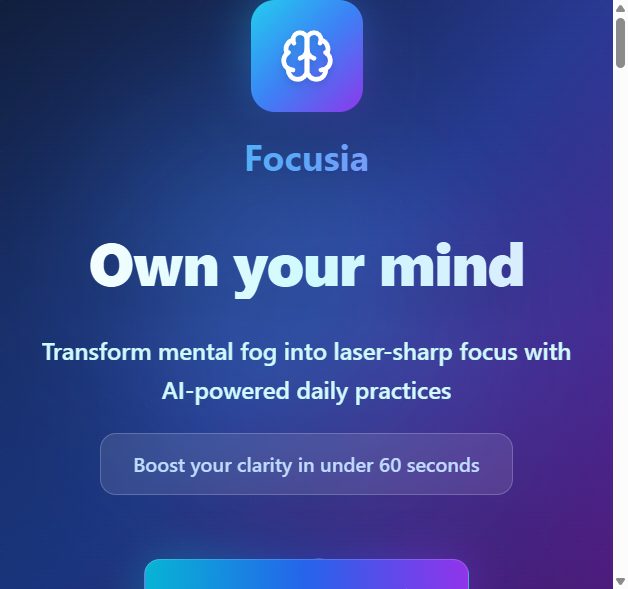 Focusia
Own your mind
Transform mental fog into laser-sharp focus with
AI-powered daily practices
Boost your clarity in under 60 seconds